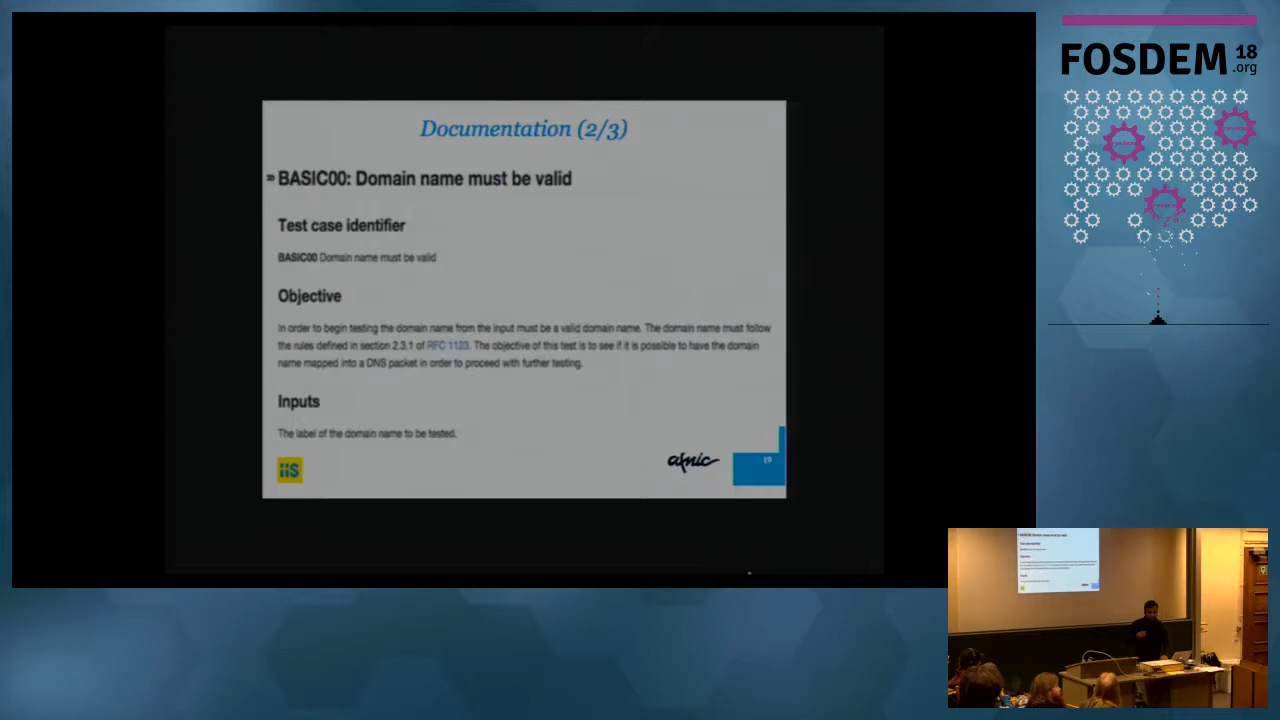 Documentation (2/3)
BASIC00: Domain name must be valid
Test case identifier
BASIC00 Domain name must be valid
Objective
In order to begin testing the domain name from the input must be a valid domain name. The domain name must follow
the rules defined in section 2.3.1 of RFC 1123. The objective of this test is to see if it is possible to have the domain
name mapped into a DNS packet in order to proceed with further testing.
Inputs
The label of the domain name to be tested.
iis
afnic
19
FOSDEM 18
.org